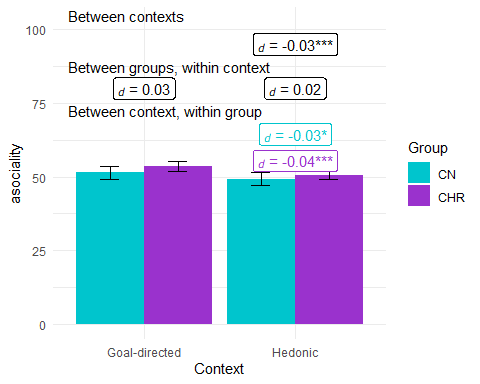 Between contexts
d = -0.03***
Between groups, within context
d = 0.03
d = 0.02
Between context, within group
d = -0.03*
d = -0.04***
100
75
50
25
0
asociality
Goal-directed
Hedonic
Context
Group
CN
CHR